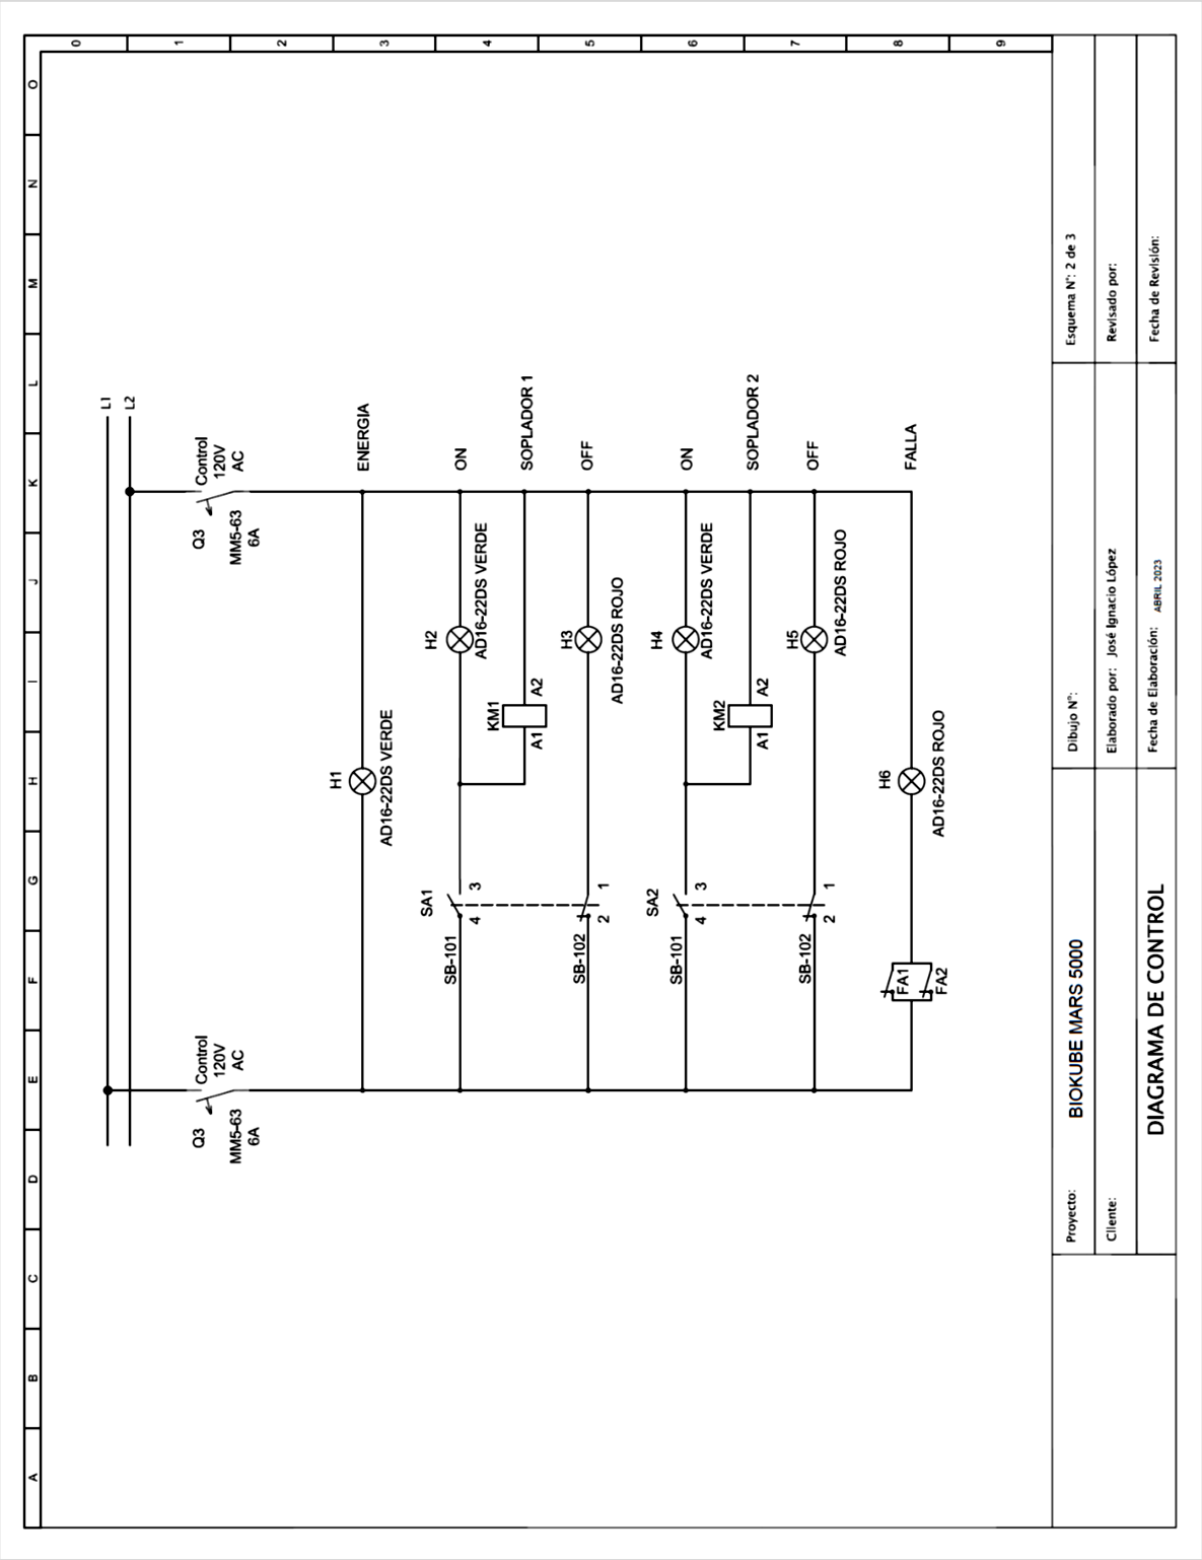 0
1
2
3
4
5
6
7
8
9
A
B
C
D
E
F
G
H
I
J
K
L
M
N
O
L1
L2
Q3
Control
120V
AC
MM5-63
6A
Q3
Control
120V
AC
MM5-63
6A
H1
AD16-22DS VERDE
ENERGIA
SA1
SB-101
4
3
H2
AD16-22DS VERDE
ON
KM1
A1
A2
SOPLADOR 1
SB-102
2
1
H3
AD16-22DS ROJO
OFF
SA2
SB-101
4
3
H4
AD16-22DS VERDE
ON
KM2
A1
A2
SOPLADOR 2
SB-102
2
1
H5
AD16-22DS ROJO
OFF
FA1
FA2
H6
AD16-22DS ROJO
FALLA
Proyecto: BIOKUBE MARS 5000
Dibujo N°:
Esquema N°: 2 de 3
Cliente:
Elaborado por: José Ignacio López
Revisado por:
DIAGRAMA DE CONTROL
Fecha de Elaboración: ABRIL 2023
Fecha de Revisión: